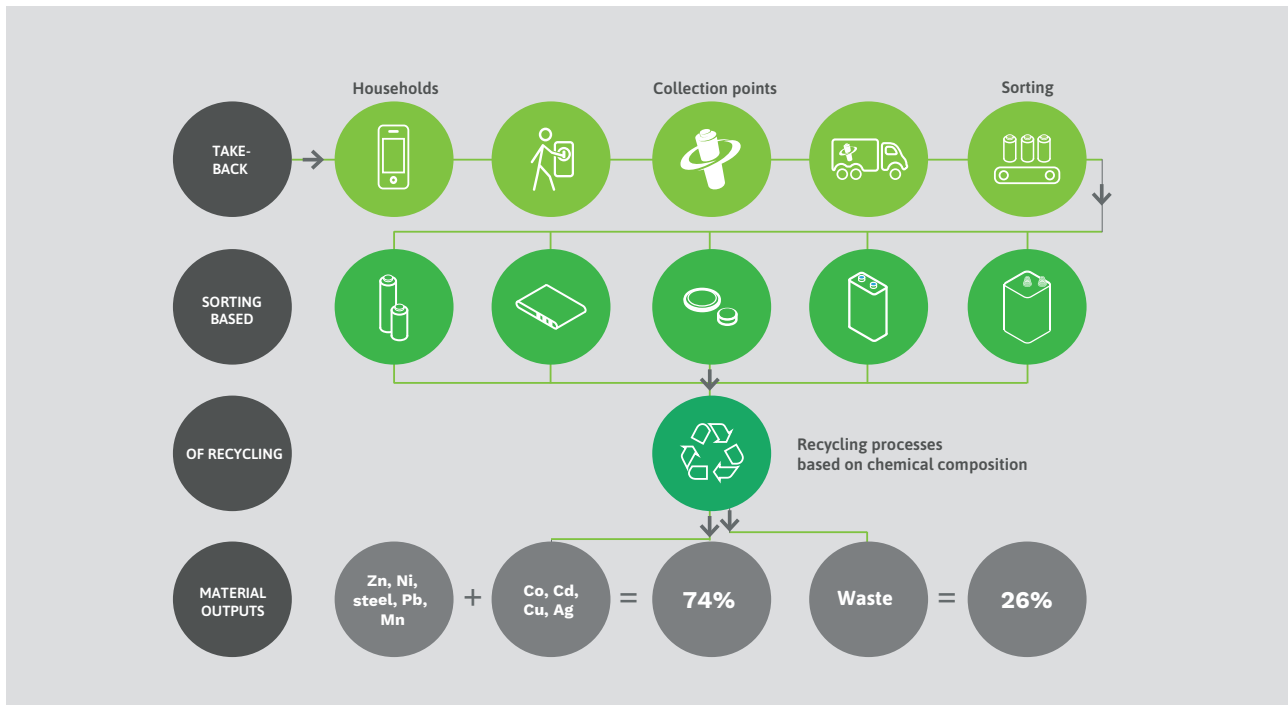 Households
Collection points
Sorting
TAKE-
BACK
SORTING
BASED
OF RECYCLING
Recycling processes
based on chemical composition
MATERIAL
OUTPUTS
Zn, Ni,
steel, Pb,
Mn
+
Co, Cd,
Cu, Ag
=
74%
Waste
=
26%